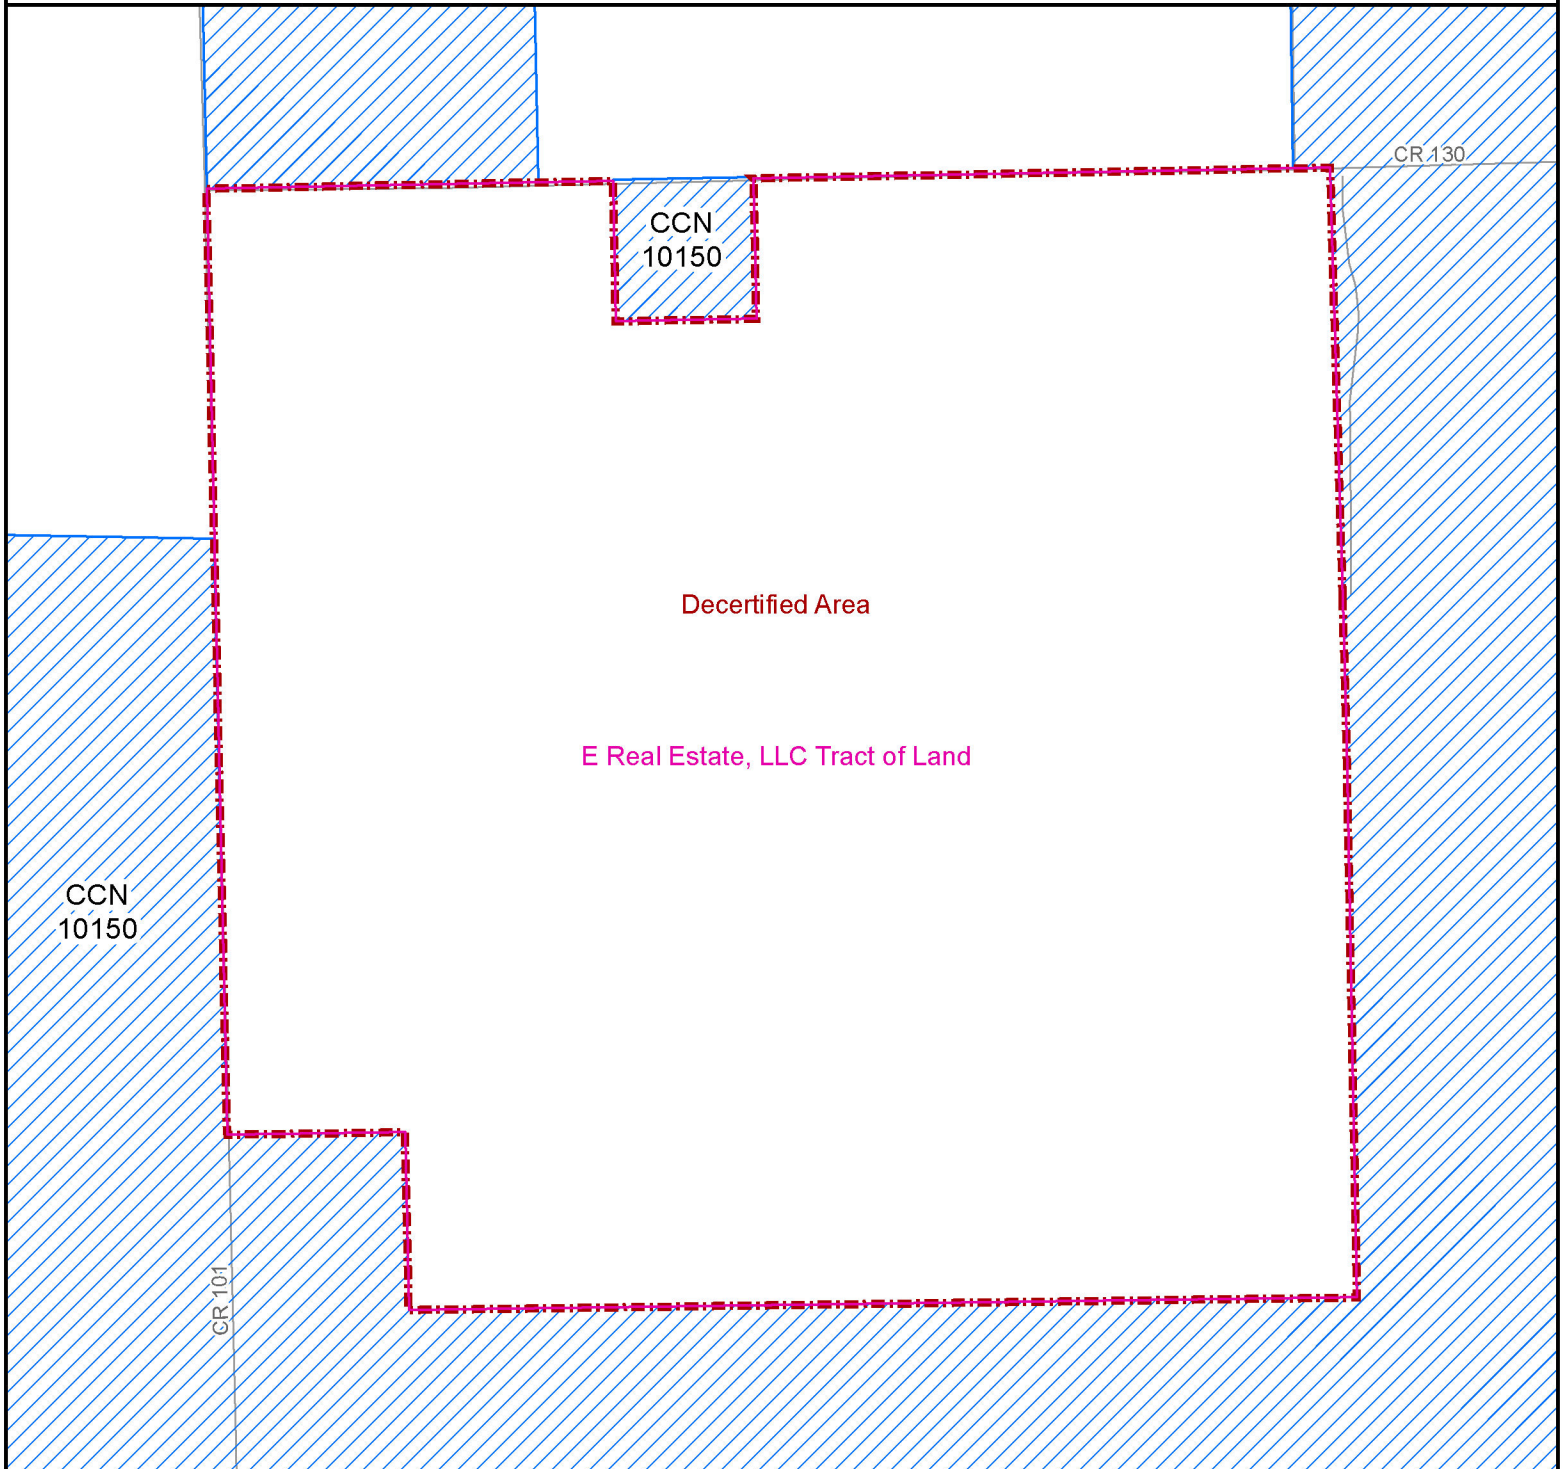 CR 130
CCN
10150
Decertified Area
E Real Estate, LLC Tract of Land
CCN
10150
CR 101